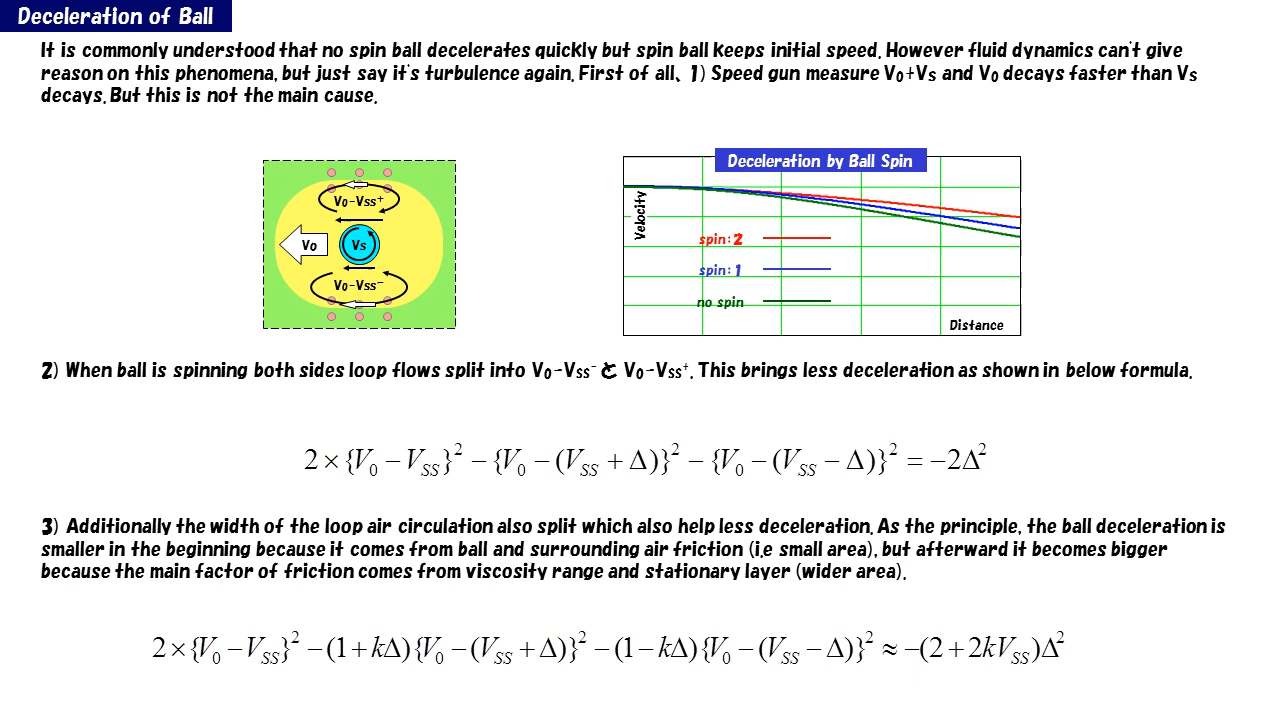 Deceleration of Ball
It is commonly understood that no spin ball decelerates quickly but spin ball keeps initial speed. However fluid dynamics can't give
reason on this phenomena, but just say it's turbulence again. First of all、1) Speed gun measure V₀+Vs and V₀ decays faster than Vs
decays. But this is not the main cause.
V₀-Vss⁺
V₀
Vs
V₀-Vss⁻
Deceleration by Ball Spin
Velocity
spin: 2
spin: 1
no spin
Distance
2) When ball is spinning both sides loop flows split into V₀-Vss⁻ と V₀-Vss⁺. This brings less deceleration as shown in below formula.
2×{V₀ − V_SS}² − {V₀ − (V_SS + Δ)}² − {V₀ − (V_SS − Δ)}² = −2Δ²
3) Additionally the width of the loop air circulation also split which also help less deceleration. As the principle, the ball deceleration is
smaller in the beginning because it comes from ball and surrounding air friction (i.e small area), but afterward it becomes bigger
because the main factor of friction comes from viscosity range and stationary layer (wider area).
2×{V₀ − V_SS}² − (1+kΔ){V₀ − (V_SS + Δ)}² − (1−kΔ){V₀ − (V_SS − Δ)}² ≈ −(2+2kV_SS)Δ²